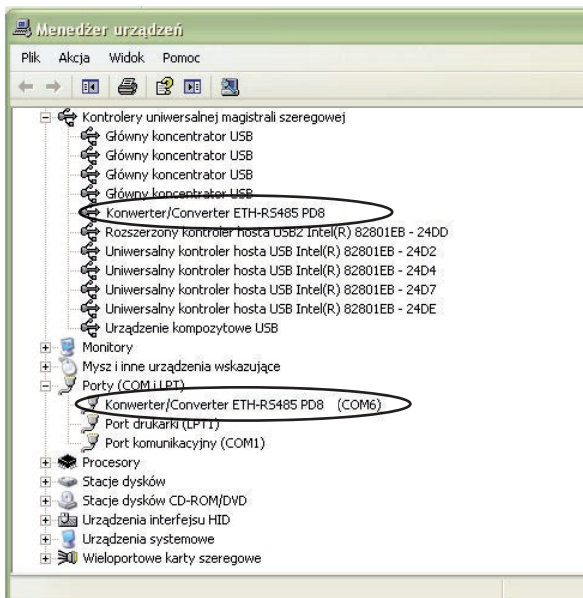 Menedżer urządzeń
Plik Akcja Widok Pomoc
Kontrolery uniwersalnej magistrali szeregowej
Główny koncentrator USB
Główny koncentrator USB
Główny koncentrator USB
Główny koncentrator USB
Konwerter/Converter ETH-RS485 PD8
Rozszerzony kontroler hosta USB2 Intel(R) 82801EB - 24DD
Uniwersalny kontroler hosta USB Intel(R) 82801EB - 24D2
Uniwersalny kontroler hosta USB Intel(R) 82801EB - 24D4
Uniwersalny kontroler hosta USB Intel(R) 82801EB - 24D7
Uniwersalny kontroler hosta USB Intel(R) 82801EB - 24DE
Urządzenie kompozytowe USB
Monitory
Mysz i inne urządzenia wskazujące
Porty (COM i LPT)
Konwerter/Converter ETH-RS485 PD8 (COM6)
Port drukarki (LPT1)
Port komunikacyjny (COM1)
Procesory
Stacje dysków
Stacje dysków CD-ROM/DVD
Urządzenia interfejsu HID
Urządzenia systemowe
Wieloportowe karty szeregowe